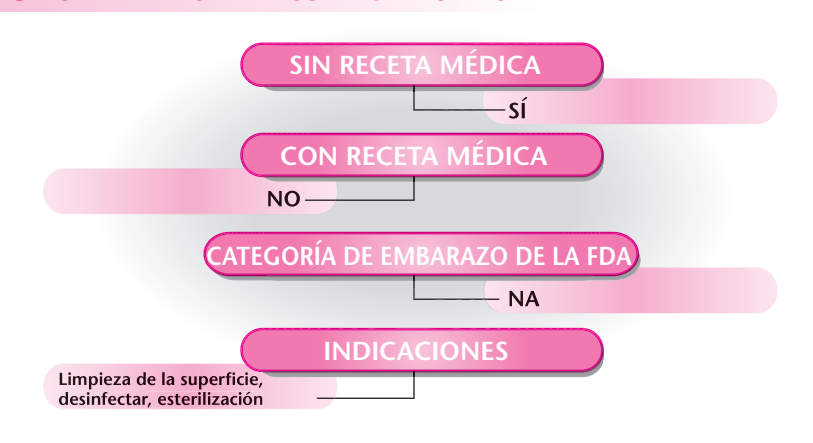 SIN RECETA MÉDICA
SÍ
CON RECETA MÉDICA
NO
CATEGORÍA DE EMBARAZO DE LA FDA
NA
INDICACIONES
Limpieza de la superficie,
desinfectar, esterilización